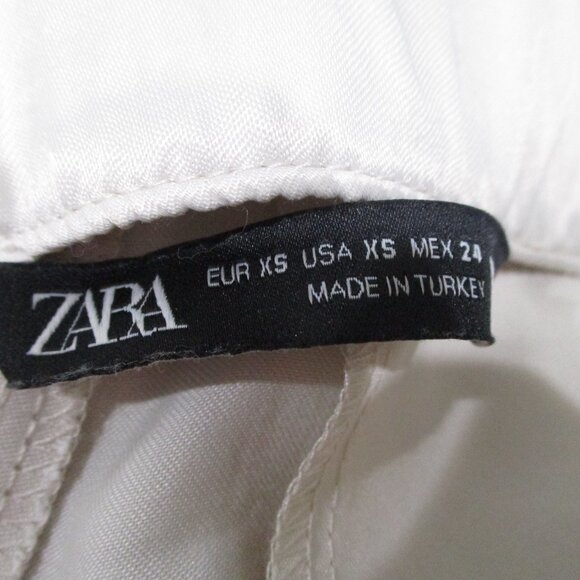 ZARA
EUR XS USA XS MEX 24
MADE IN TURKEY